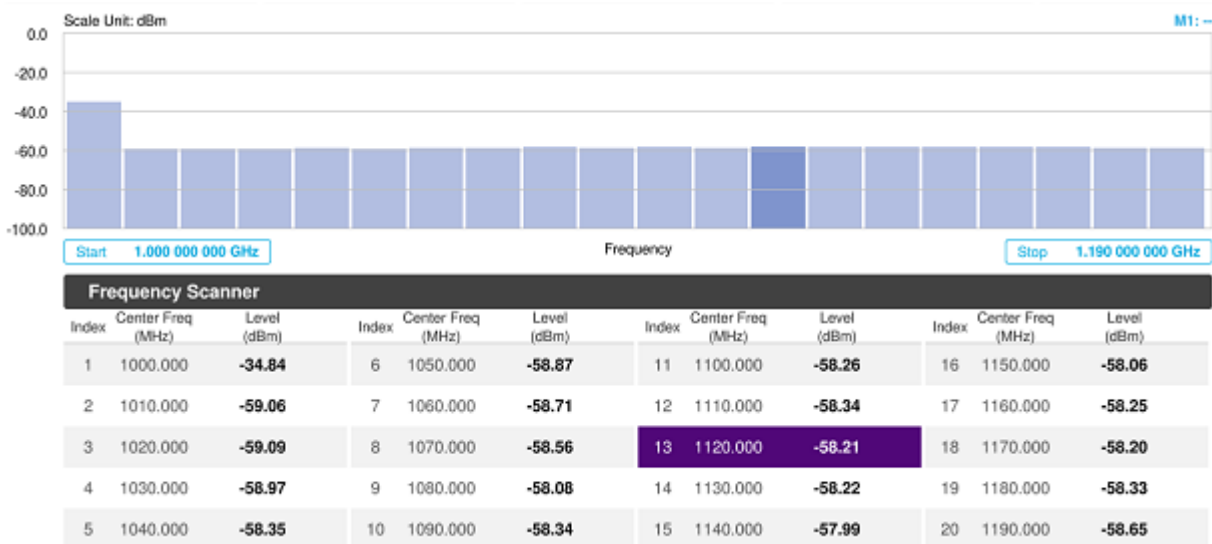 Scale Unit: dBm M1: --
0.0
-20.0
-40.0
-60.0
-80.0
-100.0
Start 1.000 000 000 GHz Frequency Stop 1.190 000 000 GHz
Frequency Scanner
Index Center Freq (MHz) Level (dBm) Index Center Freq (MHz) Level (dBm) Index Center Freq (MHz) Level (dBm) Index Center Freq (MHz) Level (dBm)
1 1000.000 -34.84 6 1050.000 -58.87 11 1100.000 -58.26 16 1150.000 -58.06
2 1010.000 -59.06 7 1060.000 -58.71 12 1110.000 -58.34 17 1160.000 -58.25
3 1020.000 -59.09 8 1070.000 -58.56 13 1120.000 -58.21 18 1170.000 -58.20
4 1030.000 -58.97 9 1080.000 -58.08 14 1130.000 -58.22 19 1180.000 -58.33
5 1040.000 -58.35 10 1090.000 -58.34 15 1140.000 -57.99 20 1190.000 -58.65